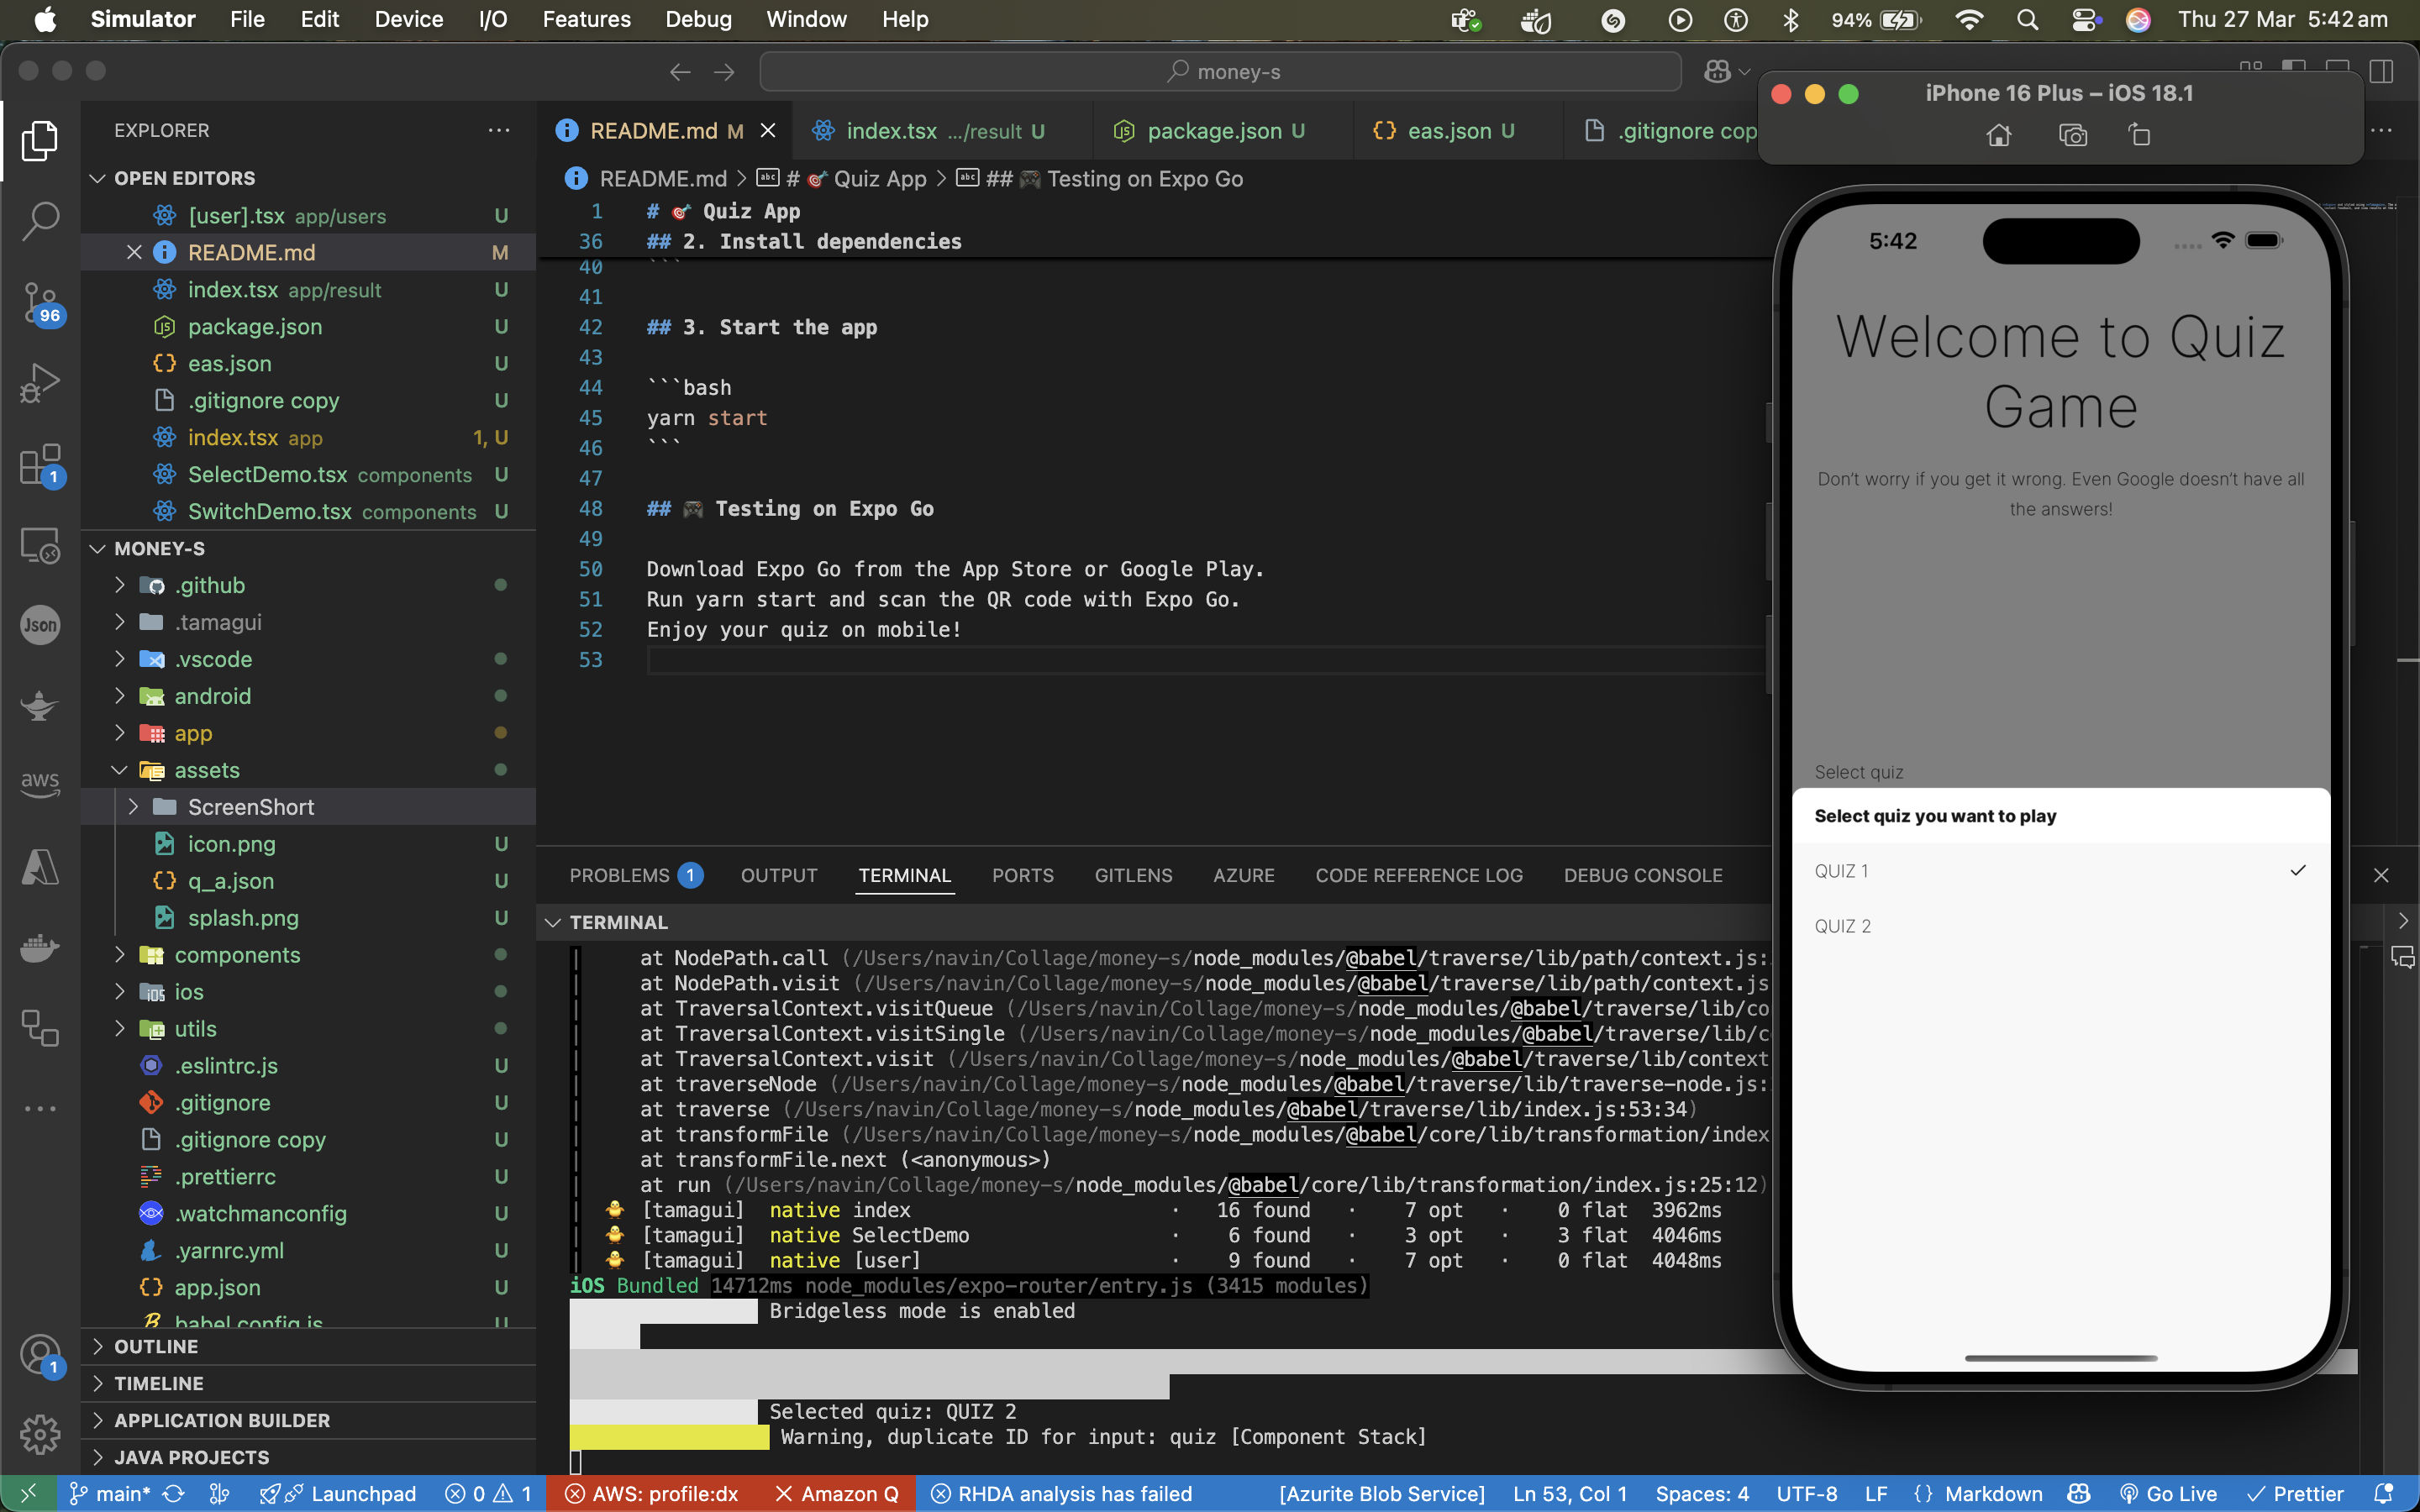 Simulator File Edit Device I/O Features Debug Window Help
94% Thu 27 Mar 5:42 am
money-s
EXPLORER
OPEN EDITORS
[user].tsx app/users U
README.md M
index.tsx app/result U
package.json U
eas.json U
.gitignore copy U
index.tsx app 1, U
SelectDemo.tsx components U
SwitchDemo.tsx components U
MONEY-S
.github
.tamagui
.vscode
android
app
assets
ScreenShort
icon.png U
q_a.json U
splash.png U
components
ios
utils
.eslintrc.js U
.gitignore U
.gitignore copy U
.prettierrc U
.watchmanconfig U
.yarnrc.yml U
app.json U
babel.config.js U
OUTLINE
TIMELINE
APPLICATION BUILDER
JAVA PROJECTS
96
1
Json
aws
1
README.md M
index.tsx .../result U
package.json U
eas.json U
.gitignore cop
README.md > # 🎯 Quiz App > ## 🎮 Testing on Expo Go
1 # 🎯 Quiz App
36 ## 2. Install dependencies
40 ```
41
42 ## 3. Start the app
43
44 ```bash
45 yarn start
46 ```
47
48 ## 🎮 Testing on Expo Go
49
50 Download Expo Go from the App Store or Google Play.
51 Run yarn start and scan the QR code with Expo Go.
52 Enjoy your quiz on mobile!
53
PROBLEMS 1 OUTPUT TERMINAL PORTS GITLENS AZURE CODE REFERENCE LOG DEBUG CONSOLE
TERMINAL
at NodePath.call (/Users/navin/Collage/money-s/node_modules/@babel/traverse/lib/path/context.js:
at NodePath.visit (/Users/navin/Collage/money-s/node_modules/@babel/traverse/lib/path/context.js
at TraversalContext.visitQueue (/Users/navin/Collage/money-s/node_modules/@babel/traverse/lib/co
at TraversalContext.visitSingle (/Users/navin/Collage/money-s/node_modules/@babel/traverse/lib/c
at TraversalContext.visit (/Users/navin/Collage/money-s/node_modules/@babel/traverse/lib/context
at traverseNode (/Users/navin/Collage/money-s/node_modules/@babel/traverse/lib/traverse-node.js:
at traverse (/Users/navin/Collage/money-s/node_modules/@babel/traverse/lib/index.js:53:34)
at transformFile (/Users/navin/Collage/money-s/node_modules/@babel/core/lib/transformation/index
at transformFile.next (<anonymous>)
at run (/Users/navin/Collage/money-s/node_modules/@babel/core/lib/transformation/index.js:25:12)
🐥 [tamagui] native index · 16 found · 7 opt · 0 flat 3962ms
🐥 [tamagui] native SelectDemo · 6 found · 3 opt · 3 flat 4046ms
🐥 [tamagui] native [user] · 9 found · 7 opt · 0 flat 4048ms
iOS Bundled 14712ms node_modules/expo-router/entry.js (3415 modules)
Bridgeless mode is enabled
Selected quiz: QUIZ 2
Warning, duplicate ID for input: quiz [Component Stack]
iPhone 16 Plus – iOS 18.1
5:42
Welcome to Quiz
Game
Don't worry if you get it wrong. Even Google doesn't have all
the answers!
Select quiz
Select quiz you want to play
QUIZ 1
QUIZ 2
main* Launchpad 0 1 AWS: profile:dx Amazon Q RHDA analysis has failed [Azurite Blob Service] Ln 53, Col 1 Spaces: 4 UTF-8 LF {} Markdown Go Live Prettier